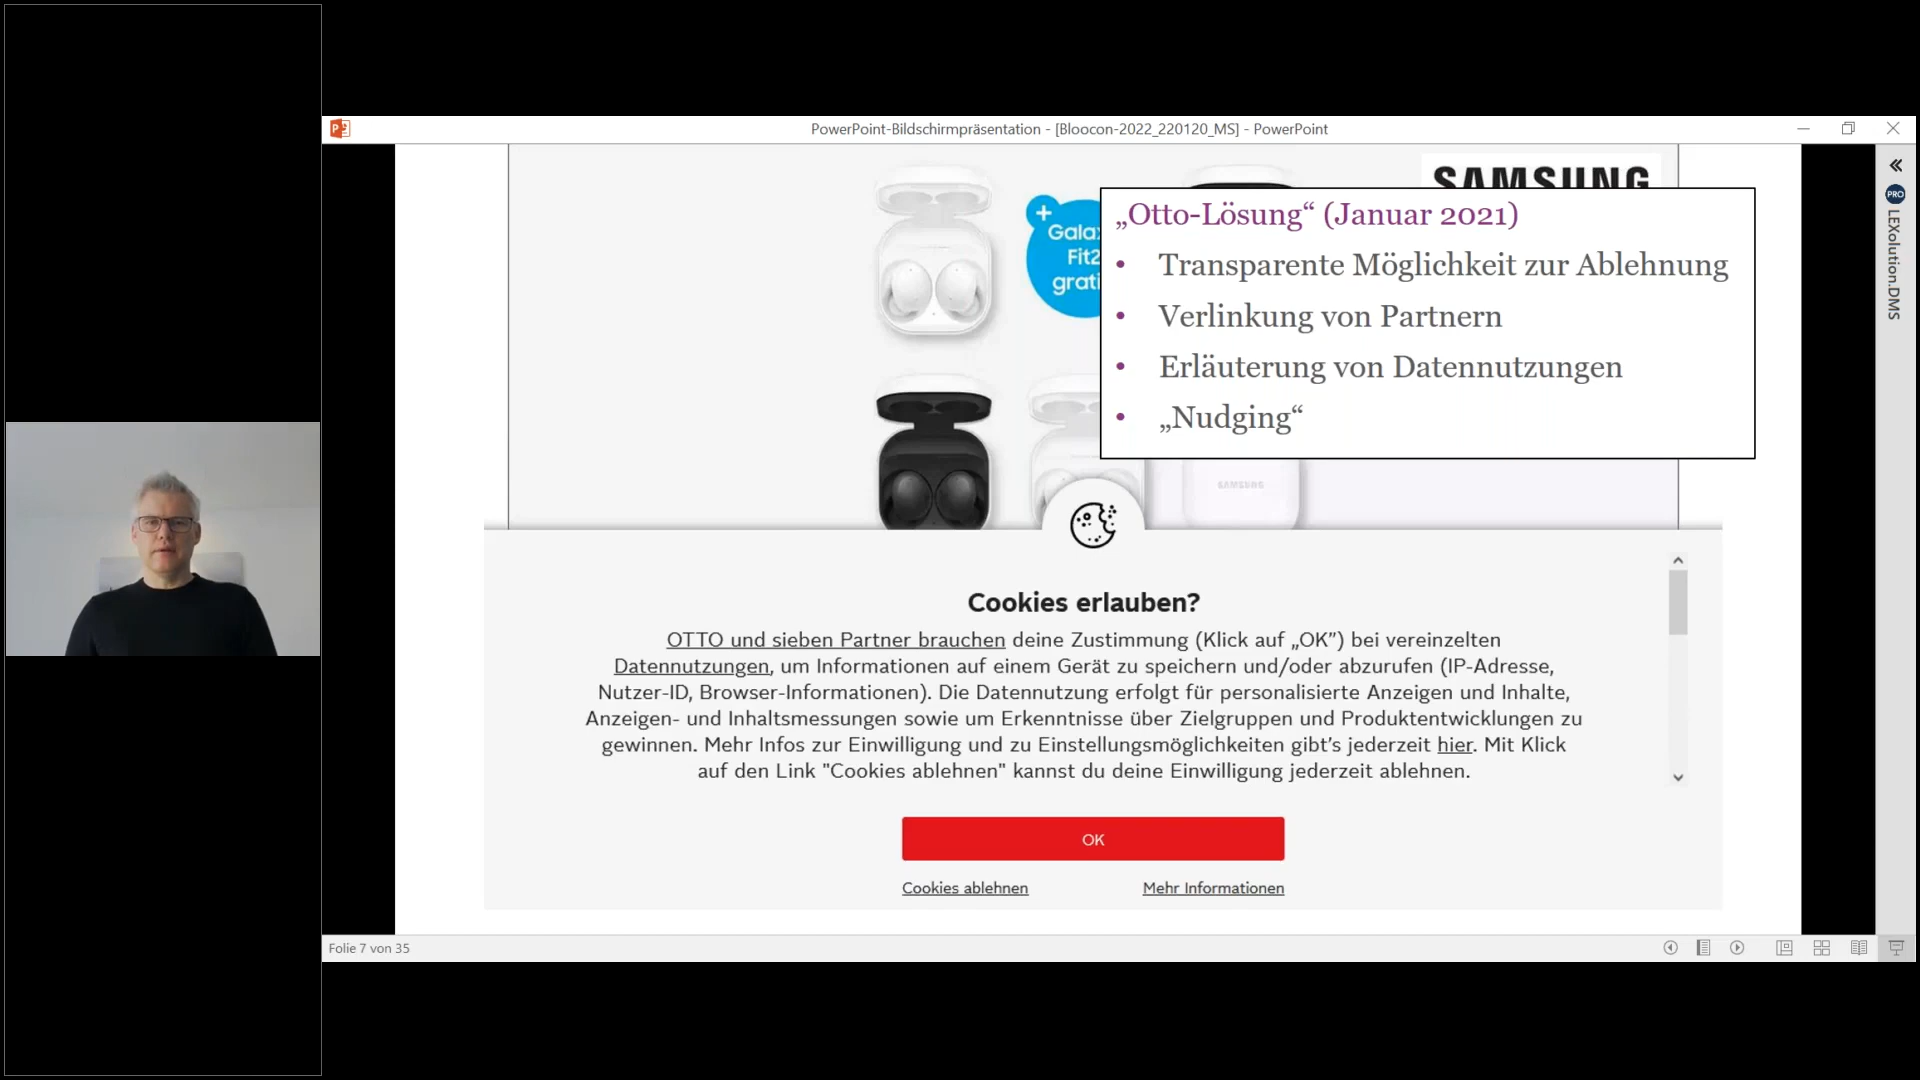 PowerPoint-Bildschirmpräsentation - [Bloocon-2022_220120_MS] - PowerPoint
SAMSUNG
+
Fit2
„Otto-Lösung“ (Januar 2021)
• Transparente Möglichkeit zur Ablehnung
• Verlinkung von Partnern
• Erläuterung von Datennutzungen
• „Nudging“
PRO
LEXolution.DMS
SAMSUNG
Cookies erlauben?
OTTO und sieben Partner brauchen deine Zustimmung (Klick auf „OK”) bei vereinzelten
Datennutzungen, um Informationen auf einem Gerät zu speichern und/oder abzurufen (IP-Adresse,
Nutzer-ID, Browser-Informationen). Die Datennutzung erfolgt für personalisierte Anzeigen und Inhalte,
Anzeigen- und Inhaltsmessungen sowie um Erkenntnisse über Zielgruppen und Produktentwicklungen zu
gewinnen. Mehr Infos zur Einwilligung und zu Einstellungsmöglichkeiten gibt’s jederzeit hier. Mit Klick
auf den Link "Cookies ablehnen" kannst du deine Einwilligung jederzeit ablehnen.
OK
Cookies ablehnen Mehr Informationen
Folie 7 von 35